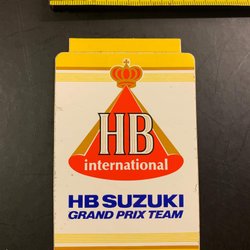 HB
international
HB SUZUKI
GRAND PRIX TEAM